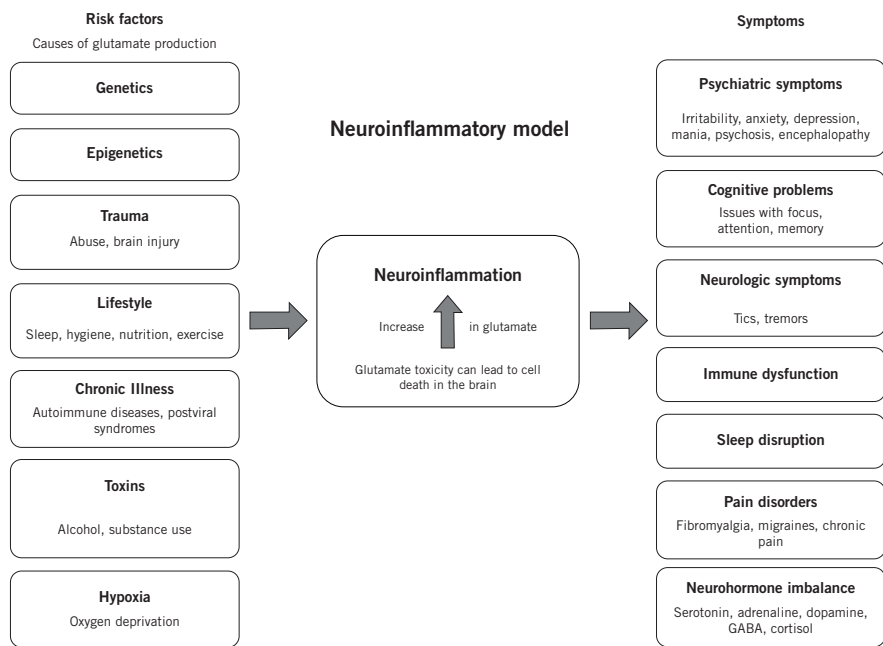 Risk factors
Causes of glutamate production
Genetics
Epigenetics
Trauma
Abuse, brain injury
Lifestyle
Sleep, hygiene, nutrition, exercise
Chronic Illness
Autoimmune diseases, postviral
syndromes
Toxins
Alcohol, substance use
Hypoxia
Oxygen deprivation
Neuroinflammatory model
Neuroinflammation
Increase in glutamate
Glutamate toxicity can lead to cell
death in the brain
Symptoms
Psychiatric symptoms
Irritability, anxiety, depression,
mania, psychosis, encephalopathy
Cognitive problems
Issues with focus,
attention, memory
Neurologic symptoms
Tics, tremors
Immune dysfunction
Sleep disruption
Pain disorders
Fibromyalgia, migraines, chronic
pain
Neurohormone imbalance
Serotonin, adrenaline, dopamine,
GABA, cortisol